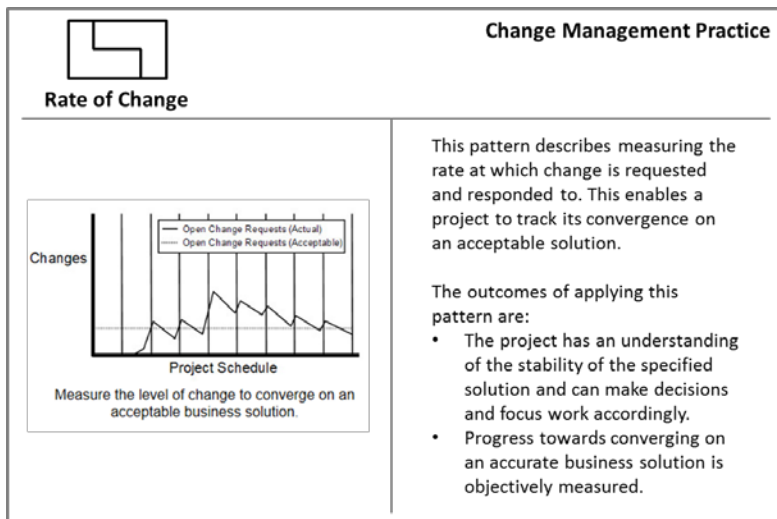 Change Management Practice
Rate of Change
Open Change Requests (Actual)
Open Change Requests (Acceptable)
Changes
Project Schedule
Measure the level of change to converge on an
acceptable business solution.
This pattern describes measuring the
rate at which change is requested
and responded to. This enables a
project to track its convergence on
an acceptable solution.
The outcomes of applying this
pattern are:
• The project has an understanding
of the stability of the specified
solution and can make decisions
and focus work accordingly.
• Progress towards converging on
an accurate business solution is
objectively measured.